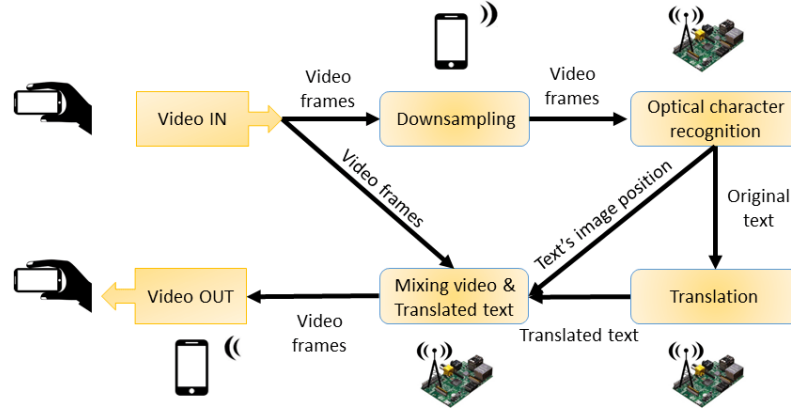 Video IN
Video
frames
Downsampling
Video
frames
Optical character
recognition
Video frames
Text's image position
Original
text
Video OUT
Video
frames
Mixing video &
Translated text
Translated text
Translation